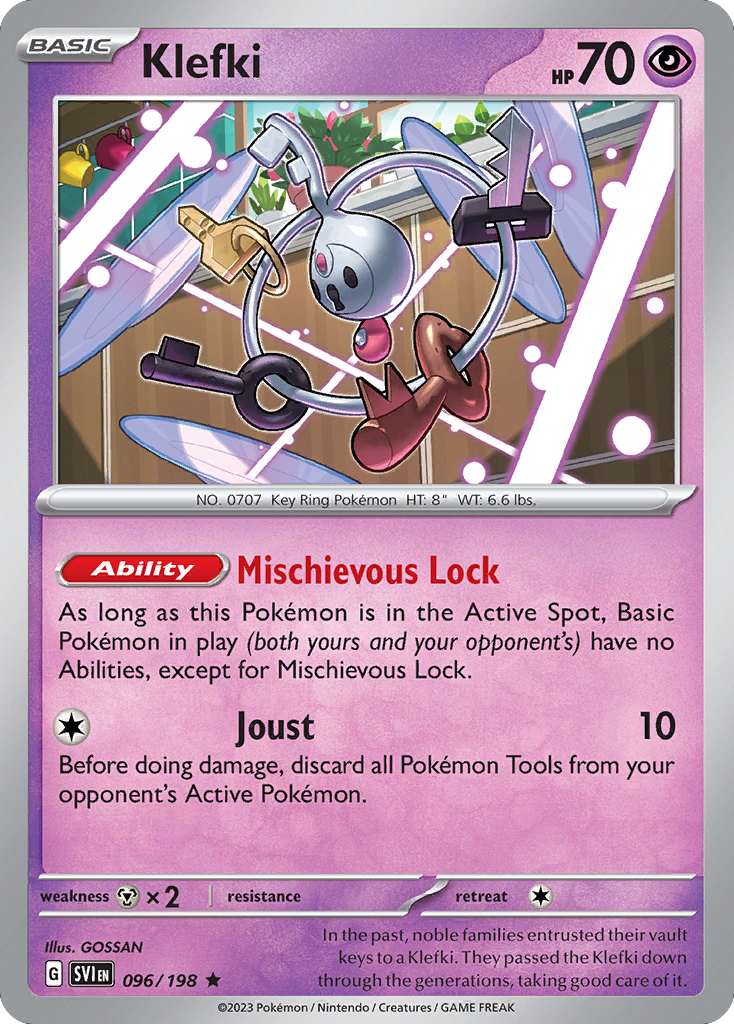 BASIC
Klefki
HP 70
NO. 0707 Key Ring Pokémon HT: 8" WT: 6.6 lbs.
Ability Mischievous Lock
As long as this Pokémon is in the Active Spot, Basic
Pokémon in play (both yours and your opponent's) have no
Abilities, except for Mischievous Lock.
Joust 10
Before doing damage, discard all Pokémon Tools from your
opponent's Active Pokémon.
weakness ×2 resistance retreat
Illus. GOSSAN
In the past, noble families entrusted their vault
keys to a Klefki. They passed the Klefki down
through the generations, taking good care of it.
G SVI EN 096/198 ★
©2023 Pokémon / Nintendo / Creatures / GAME FREAK